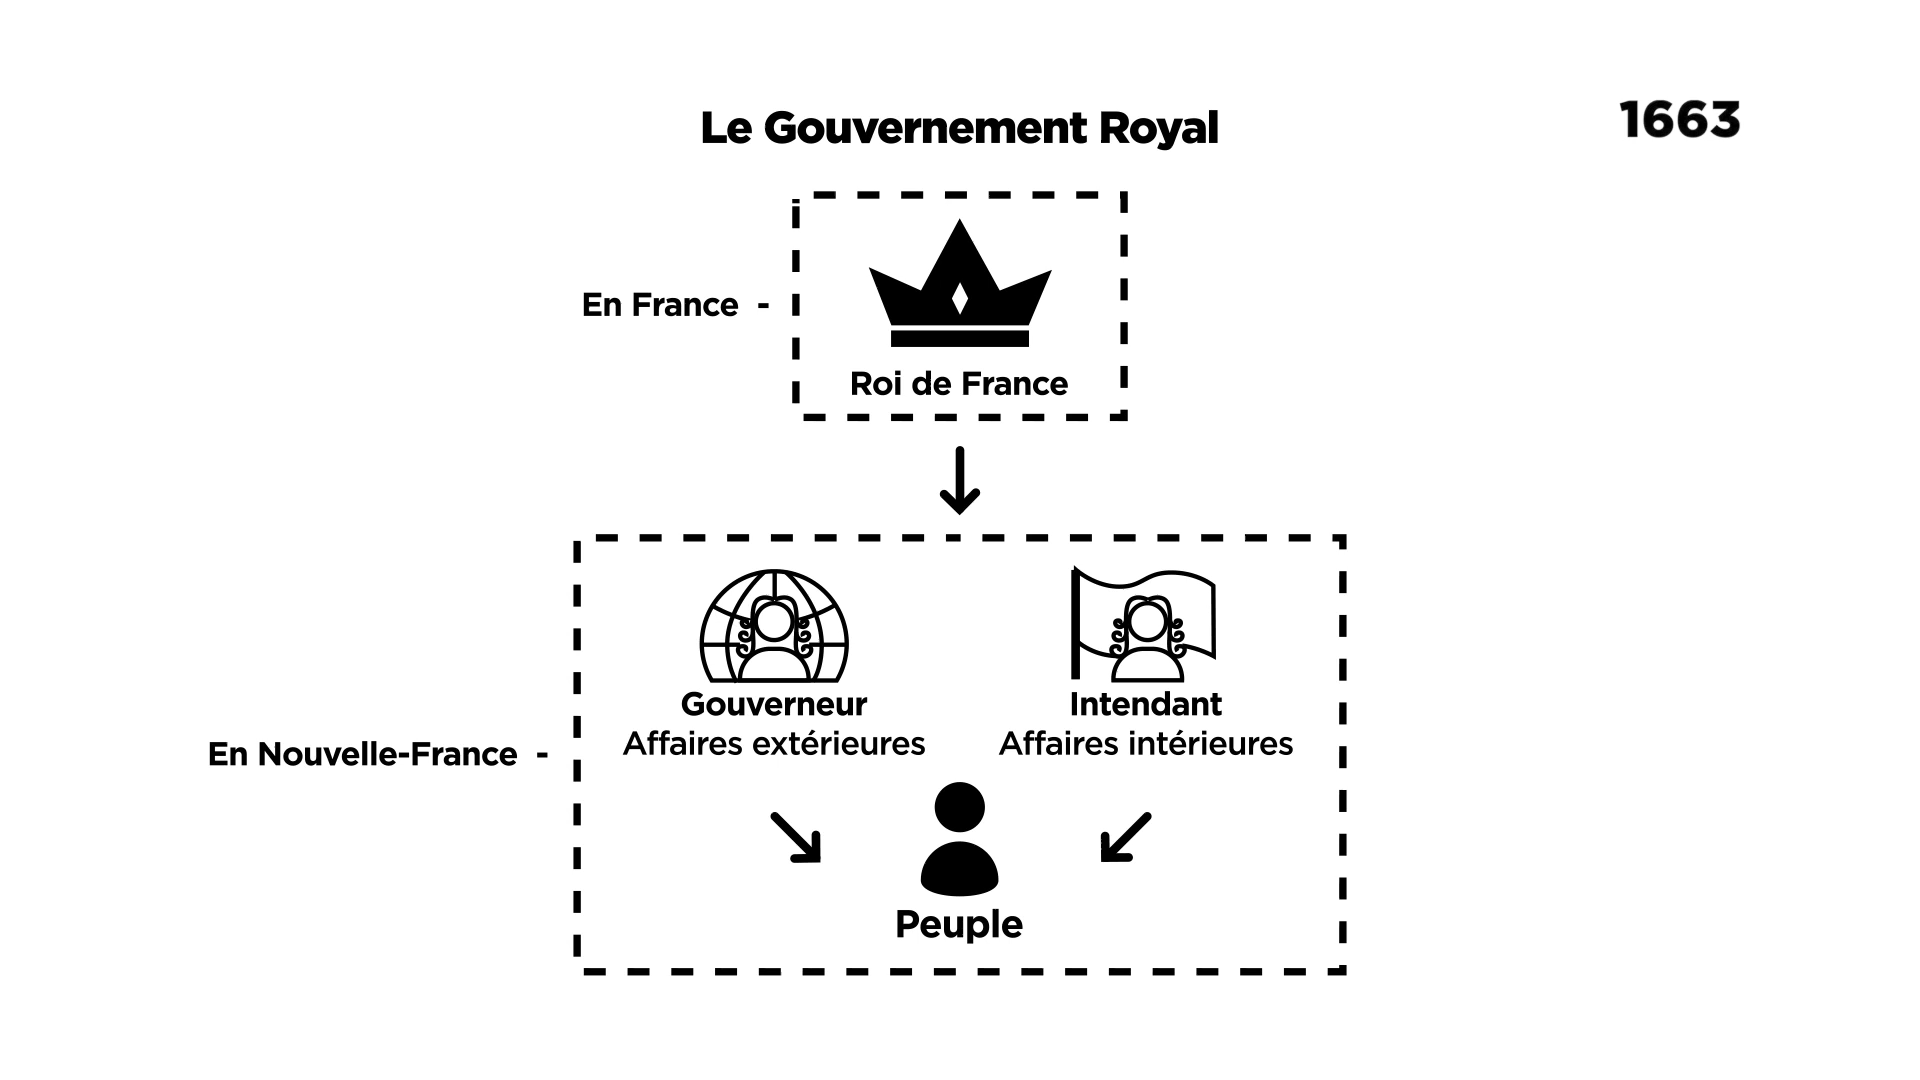 Le Gouvernement Royal
1663
En France -
Roi de France
Gouverneur
Affaires extérieures
Intendant
Affaires intérieures
En Nouvelle-France -
Peuple